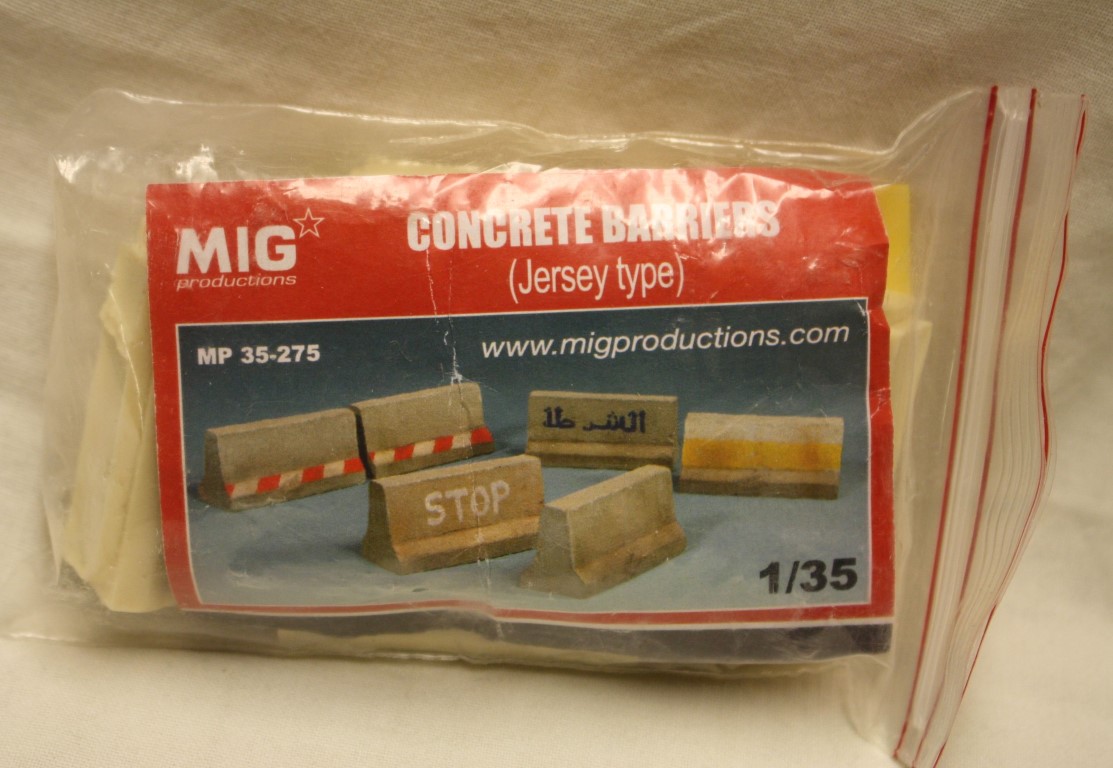 MIG
productions
CONCRETE BARRIERS
(Jersey type)
MP 35-275
www.migproductions.com
الشرطة
STOP
1/35